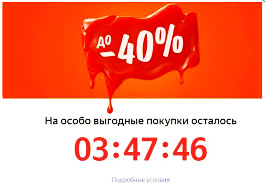 до
-40%
На особо выгодные покупки осталось
03:47:46
Подробные условия